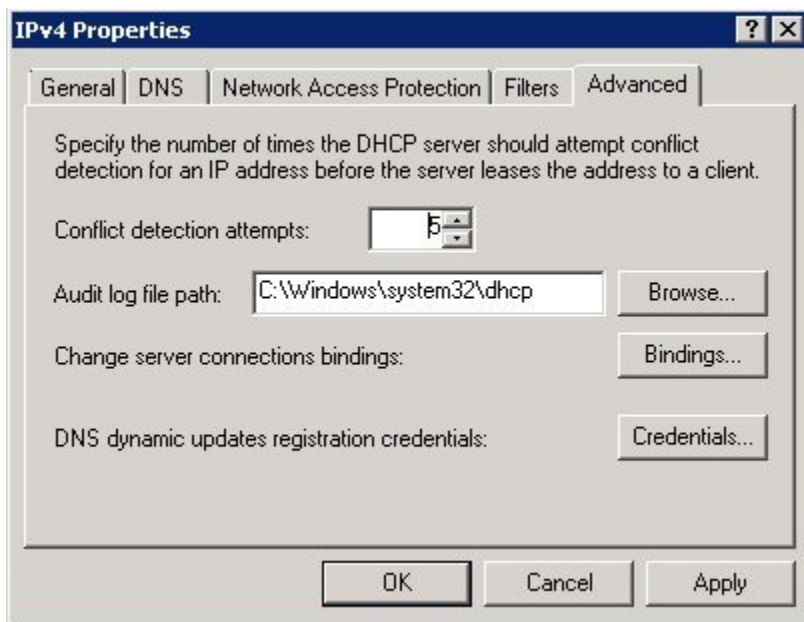 IPv4 Properties
General DNS Network Access Protection Filters Advanced
Specify the number of times the DHCP server should attempt conflict
detection for an IP address before the server leases the address to a client.
Conflict detection attempts: 5
Audit log file path: C:\Windows\system32\dhcp Browse...
Change server connections bindings: Bindings...
DNS dynamic updates registration credentials: Credentials...
OK Cancel Apply